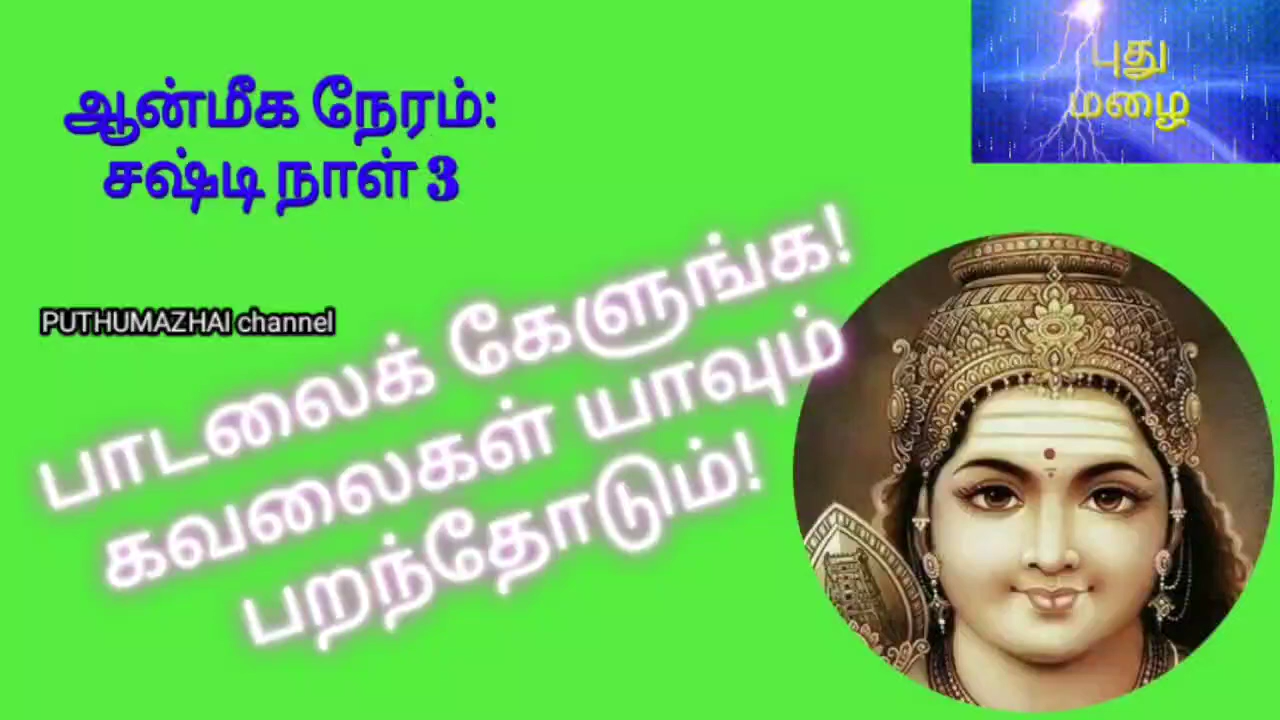 ஆன்மீக நேரம்:
சஷ்டி நாள் 3
புது
மழை
PUTHUMAZHAI channel
பாடலைக் கேளுங்க!
கவலைகள் யாவும்
பறந்தோடும்!